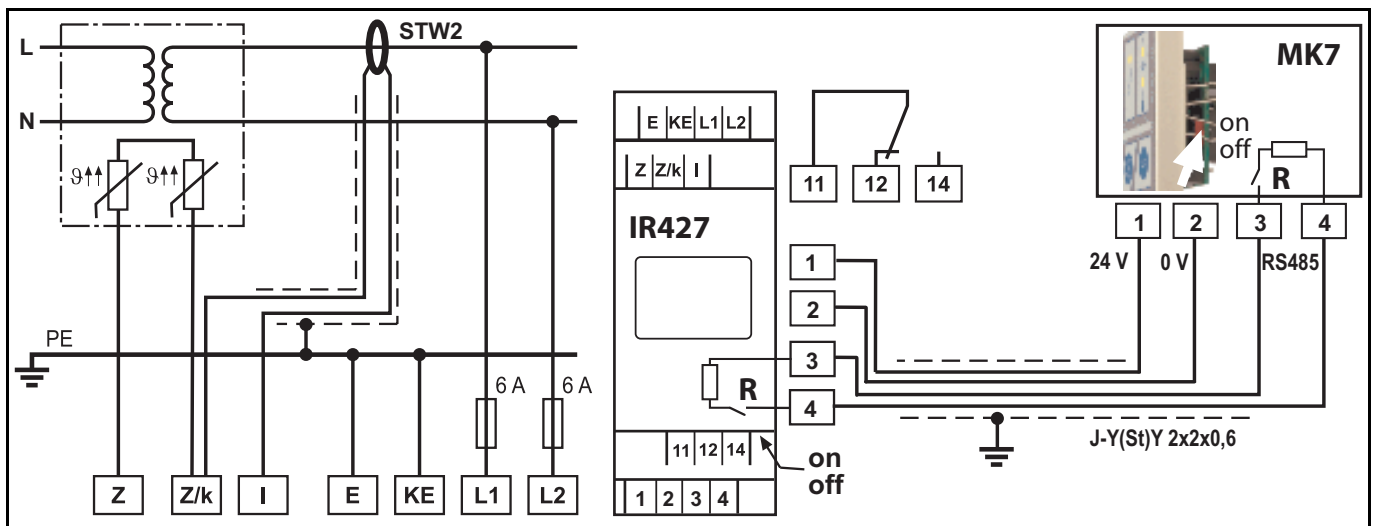 L
STW2
N
ϑ↑↑ ϑ↑↑
PE
6 A 6 A
Z Z/k I E KE L1 L2
E KE L1 L2
Z Z/k I
IR427
R
11 12 14
1 2 3 4
on
off
11 12 14
1
2
3
4
MK7
on
off
R
1 2 3 4
24 V 0 V RS485
J-Y(St)Y 2x2x0,6